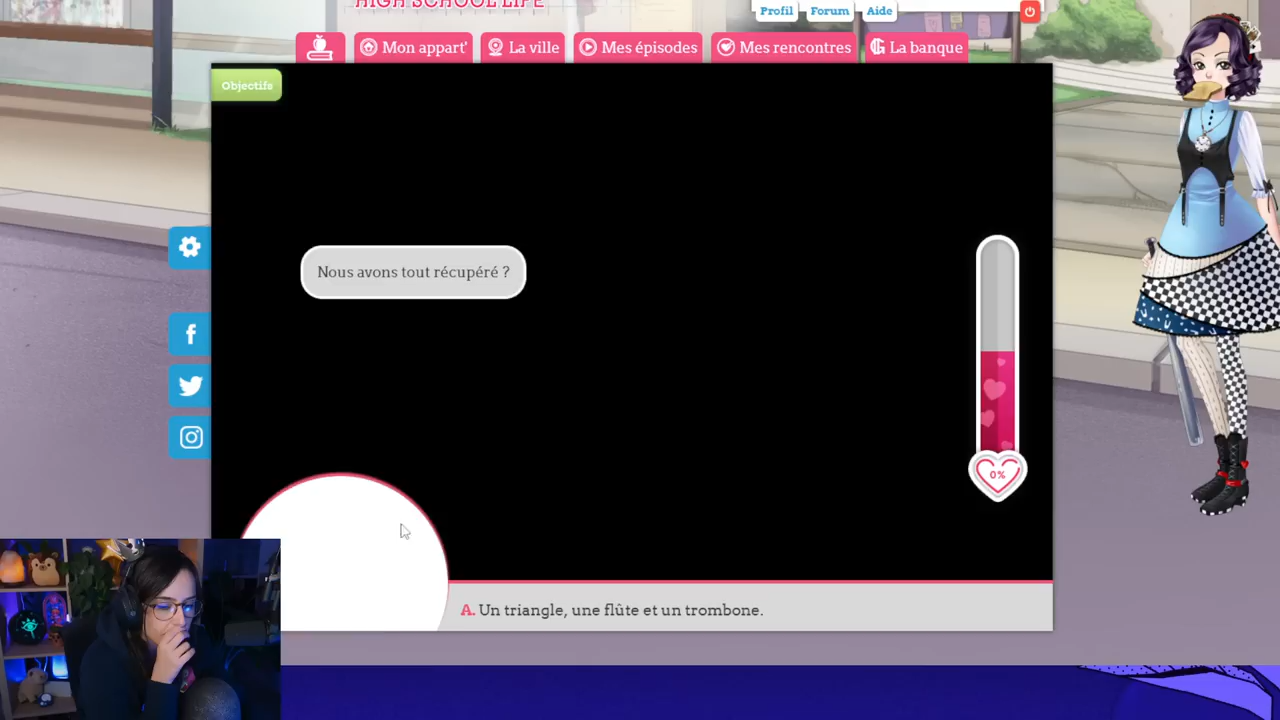 HIGH SCHOOL LIFE
Profil
Forum
Aide
Mon appart'
La ville
Mes épisodes
Mes rencontres
La banque
Objectifs
Nous avons tout récupéré ?
0%
A. Un triangle, une flûte et un trombone.